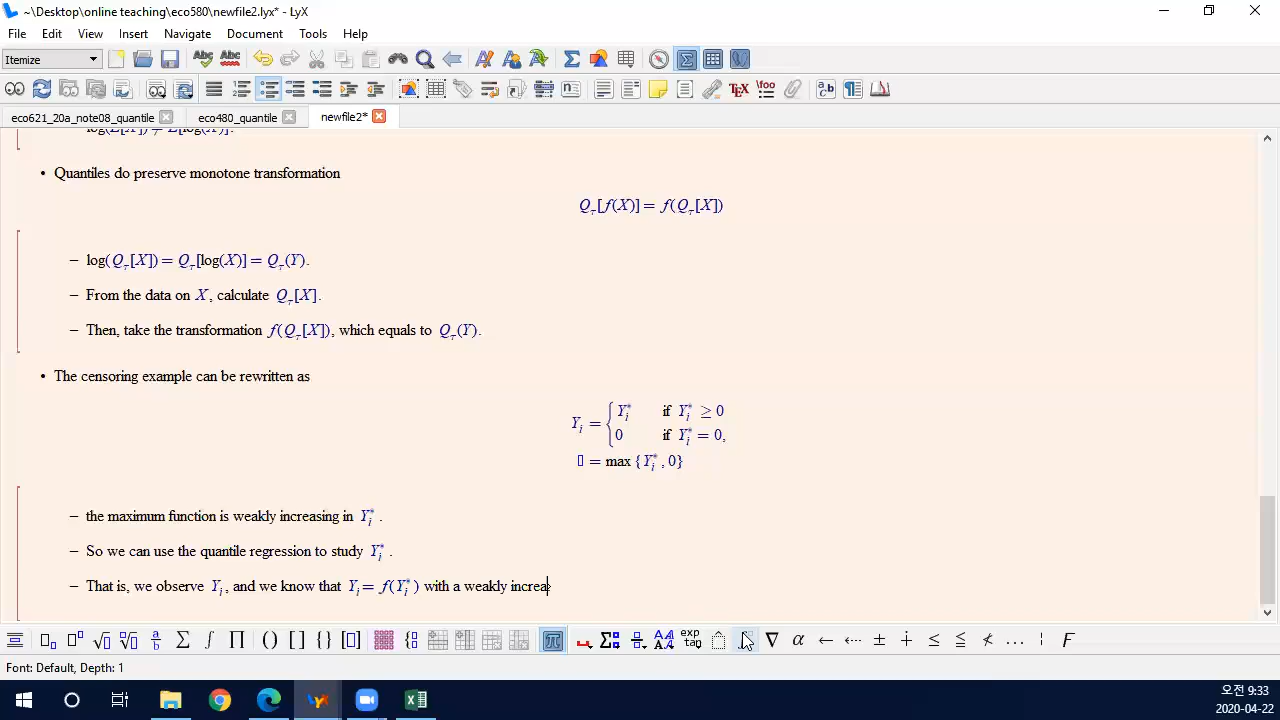 ~\Desktop\online teaching\eco580\newfile2.lyx* - LyX
File Edit View Insert Navigate Document Tools Help
Itemize
eco621_20a_note08_quantile eco480_quantile newfile2*
log(E[X]) ≠ E[log(X)].
• Quantiles do preserve monotone transformation
Q_τ[f(X)] = f(Q_τ[X])
– log(Q_τ[X]) = Q_τ[log(X)] = Q_τ(Y).
– From the data on X, calculate Q_τ[X].
– Then, take the transformation f(Q_τ[X]), which equals to Q_τ(Y).
• The censoring example can be rewritten as
Y_i = { Y_i^* if Y_i^* ≥ 0
0 if Y_i^* = 0,
= max {Y_i^*, 0}
– the maximum function is weakly increasing in Y_i^*.
– So we can use the quantile regression to study Y_i^*.
– That is, we observe Y_i, and we know that Y_i = f(Y_i^*) with a weakly increa
Font: Default, Depth: 1
오전 9:33
2020-04-22